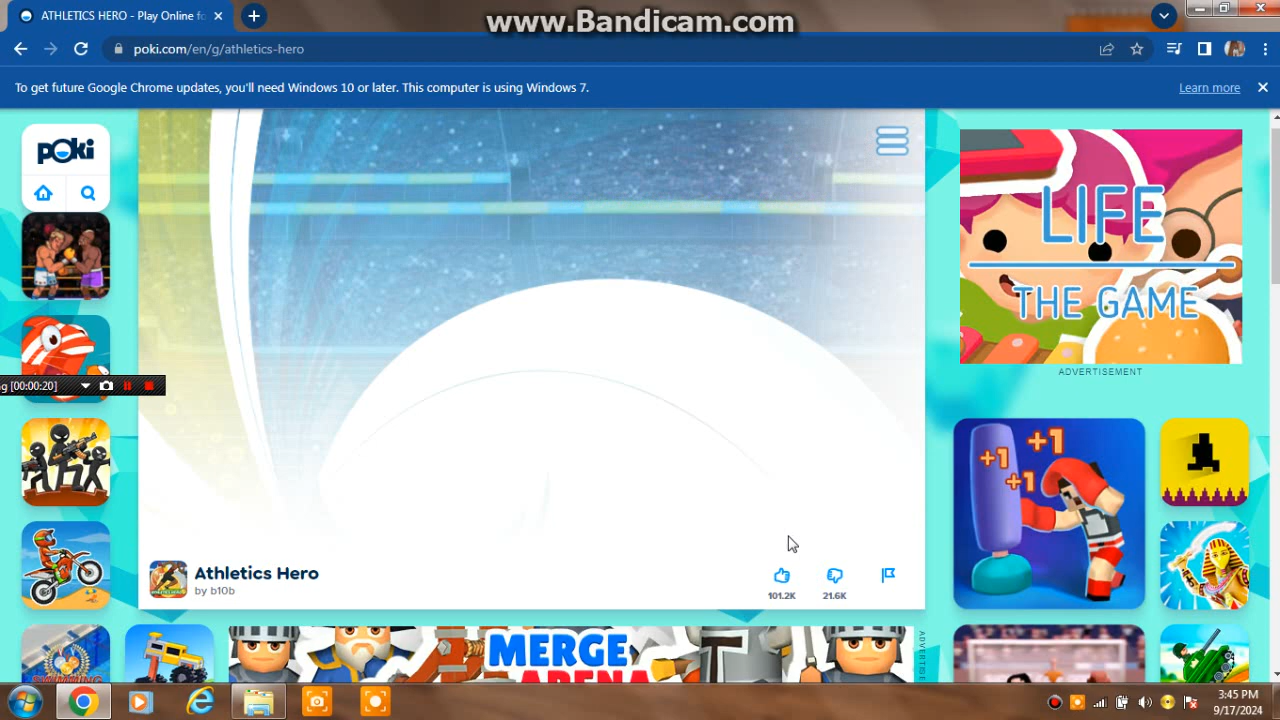 ATHLETICS HERO - Play Online fo
www.Bandicam.com
poki.com/en/g/athletics-hero
To get future Google Chrome updates, you'll need Windows 10 or later. This computer is using Windows 7.
Learn more
poki
LIFE
THE GAME
ADVERTISEMENT
g [00:00:20]
+1
+1
+1
Athletics Hero
by b10b
101.2K
21.6K
MERGE
ARENA
3:45 PM
9/17/2024